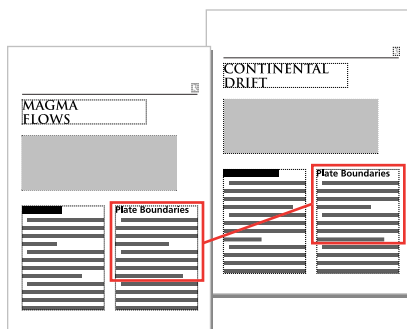 MAGMA
FLOWS
Plate Boundaries
CONTINENTAL
DRIFT
Plate Boundaries